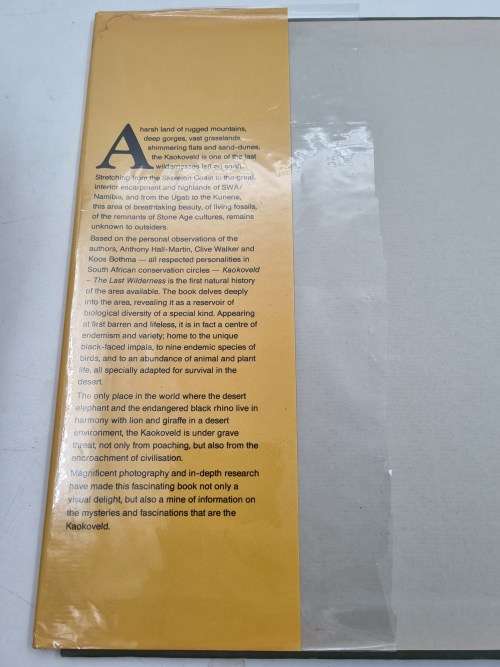 A harsh land of rugged mountains,
deep gorges, vast grasslands,
shimmering flats and sand-dunes,
the Kaokoveld is one of the last
wildernesses left on earth.
Stretching from the Skeleton Coast to the great
interior escarpment and highlands of SWA/
Namibia, and from the Ugab to the Kunene,
this area of breathtaking beauty, of living fossils,
of the remnants of Stone Age cultures, remains
unknown to outsiders.
Based on the personal observations of the
authors, Anthony Hall-Martin, Clive Walker and
Koos Bothma — all respected personalities in
South African conservation circles — Kaokoveld
– The Last Wilderness is the first natural history
of the area available. The book delves deeply
into the area, revealing it as a reservoir of
biological diversity of a special kind. Appearing
at first barren and lifeless, it is in fact a centre of
endemism and variety; home to the unique
black-faced impala, to nine endemic species of
birds, and to an abundance of animal and plant
life, all specially adapted for survival in the
desert.
The only place in the world where the desert
elephant and the endangered black rhino live in
harmony with lion and giraffe in a desert
environment, the Kaokoveld is under grave
threat; not only from poaching, but also from the
encroachment of civilisation.
Magnificent photography and in-depth research
have made this fascinating book not only a
visual delight, but also a mine of information on
the mysteries and fascinations that are the
Kaokoveld.